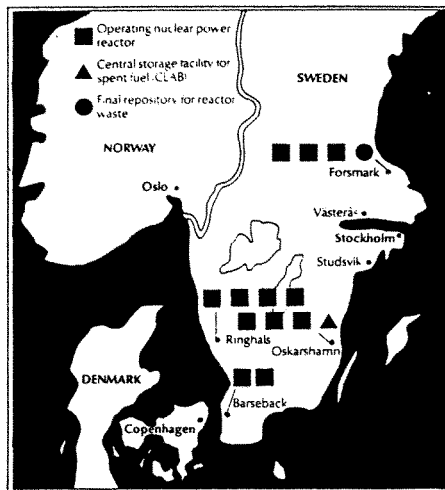 Operating nuclear power
reactor
Central storage facility for
spent fuel (CLAB)
Final repository for reactor
waste
SWEDEN
NORWAY
Oslo
Forsmark
Västerås
Stockholm
Studsvik
Ringhals
Oskarshamn
DENMARK
Barseback
Copenhagen